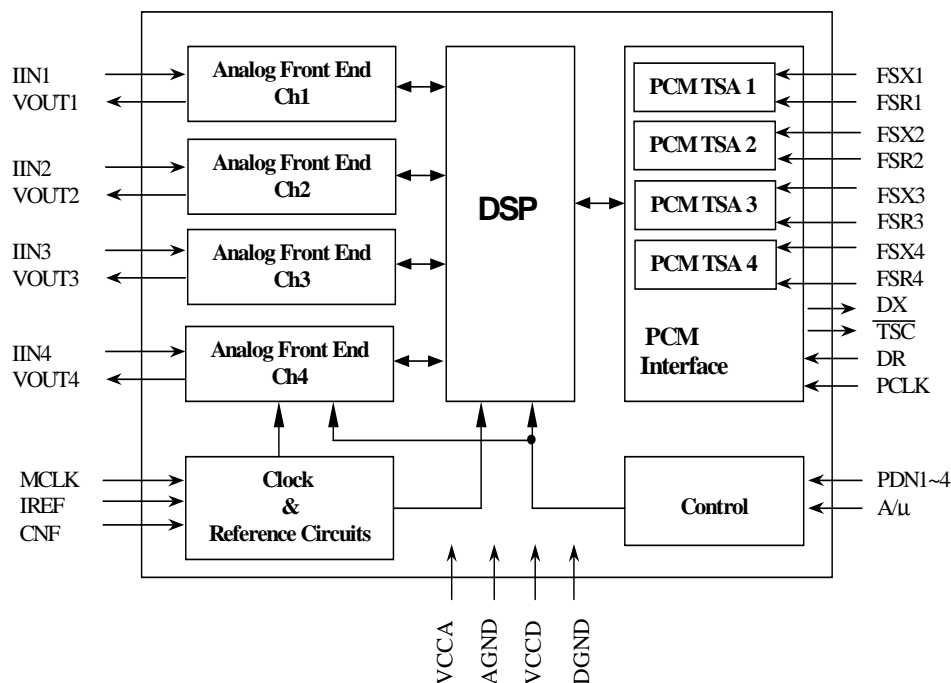 IIN1
VOUT1
IIN2
VOUT2
IIN3
VOUT3
IIN4
VOUT4
MCLK
IREF
CNF
Analog Front End
Ch1
Analog Front End
Ch2
Analog Front End
Ch3
Analog Front End
Ch4
Clock
&
Reference Circuits
DSP
PCM TSA 1
PCM TSA 2
PCM TSA 3
PCM TSA 4
PCM
Interface
Control
FSX1
FSR1
FSX2
FSR2
FSX3
FSR3
FSX4
FSR4
DX
TSC
DR
PCLK
PDN1~4
A/μ
VCCA
AGND
VCCD
DGND